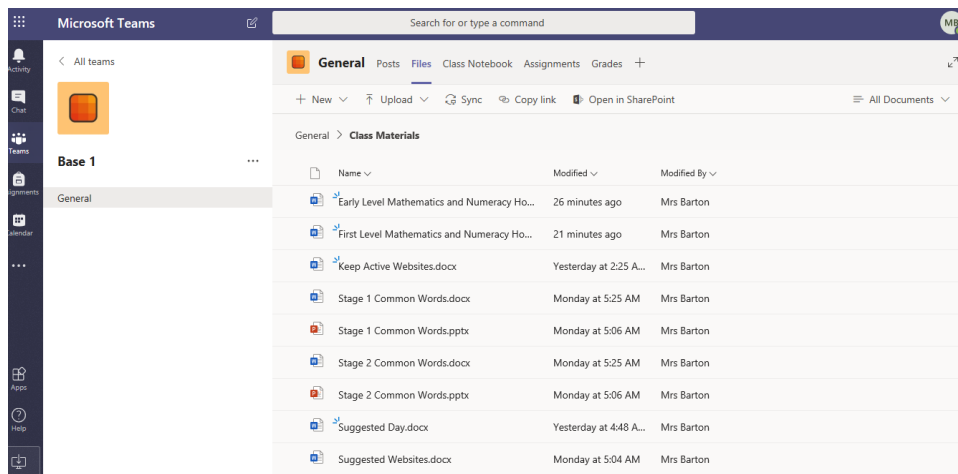 Microsoft Teams
Search for or type a command
MB
Activity
Chat
Teams
signments
alendar
Apps
Help
All teams
Base 1
General
General Posts Files Class Notebook Assignments Grades
New Upload Sync Copy link Open in SharePoint All Documents
General > Class Materials
Name Modified Modified By
Early Level Mathematics and Numeracy Ho... 26 minutes ago Mrs Barton
First Level Mathematics and Numeracy Ho... 21 minutes ago Mrs Barton
Keep Active Websites.docx Yesterday at 2:25 A... Mrs Barton
Stage 1 Common Words.docx Monday at 5:25 AM Mrs Barton
Stage 1 Common Words.pptx Monday at 5:06 AM Mrs Barton
Stage 2 Common Words.docx Monday at 5:25 AM Mrs Barton
Stage 2 Common Words.pptx Monday at 5:06 AM Mrs Barton
Suggested Day.docx Yesterday at 4:48 A... Mrs Barton
Suggested Websites.docx Monday at 5:04 AM Mrs Barton